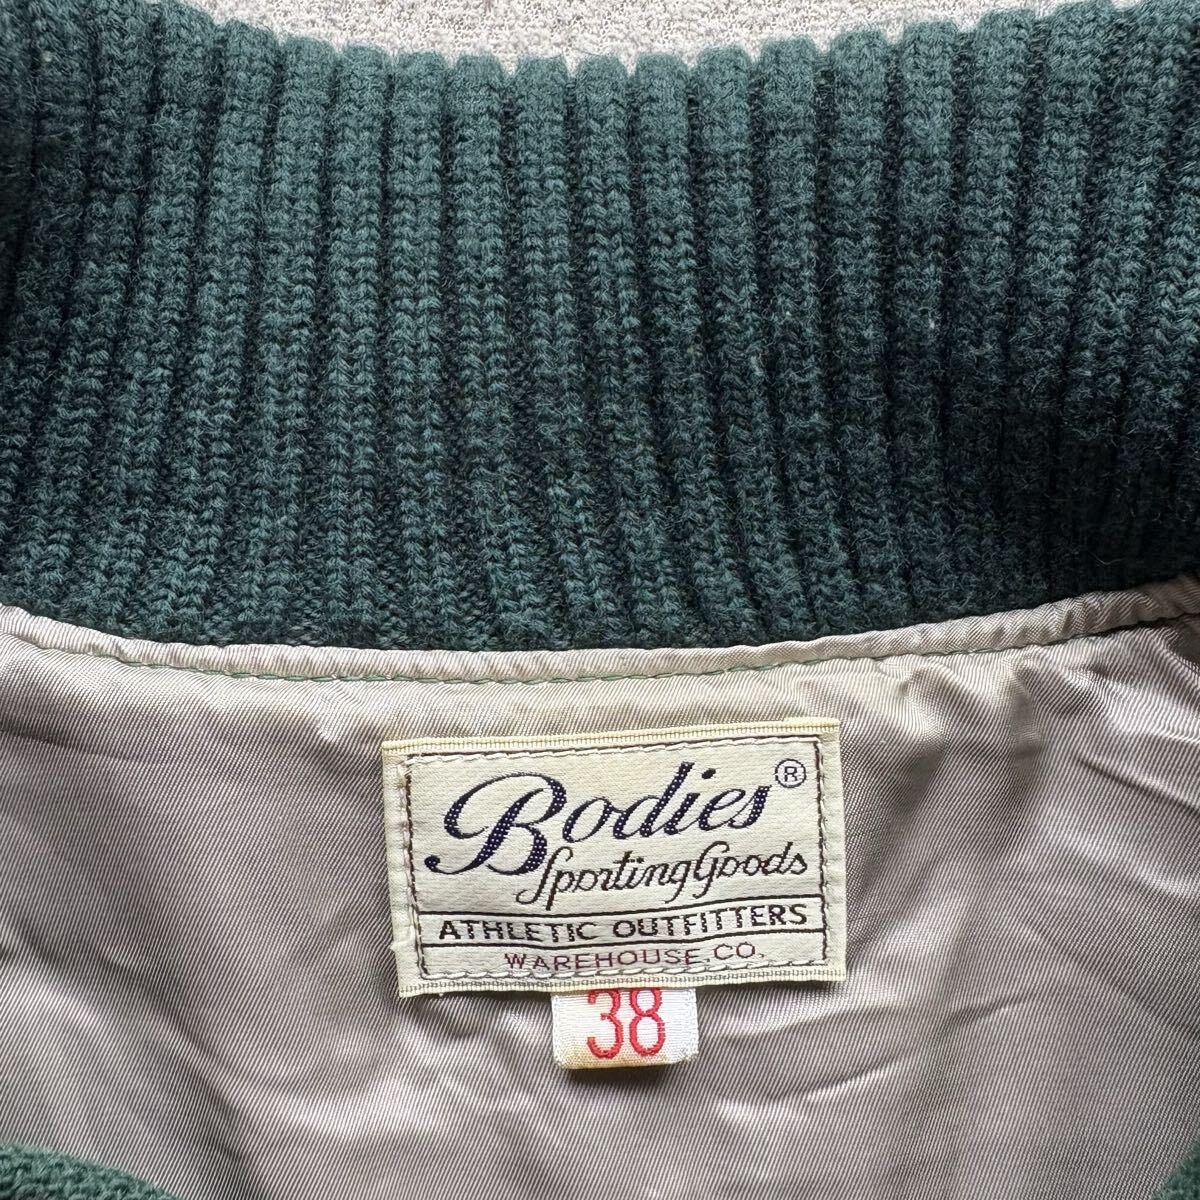 Bodies®
Sporting Goods
ATHLETIC OUTFITTERS
WAREHOUSE.CO.
38